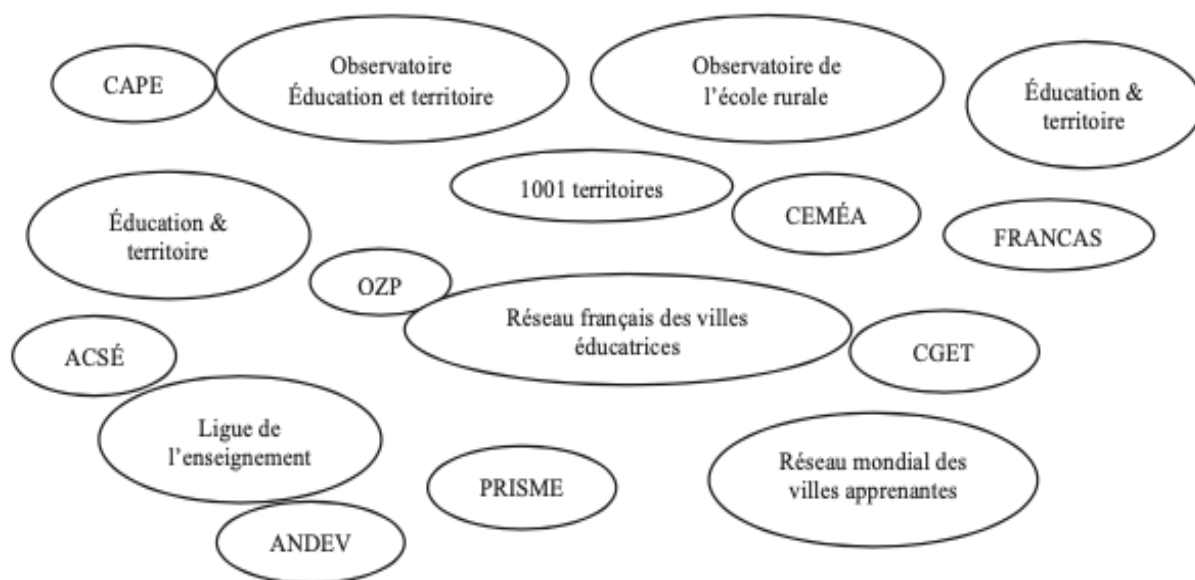 CAPE
Observatoire
Éducation et territoire
Observatoire de
l'école rurale
Éducation &
territoire
1001 territoires
CEMÉA
FRANCAS
Éducation &
territoire
OZP
Réseau français des villes
éducatrices
CGET
ACSÉ
Ligue de
l'enseignement
PRISME
Réseau mondial des
villes apprenantes
ANDEV